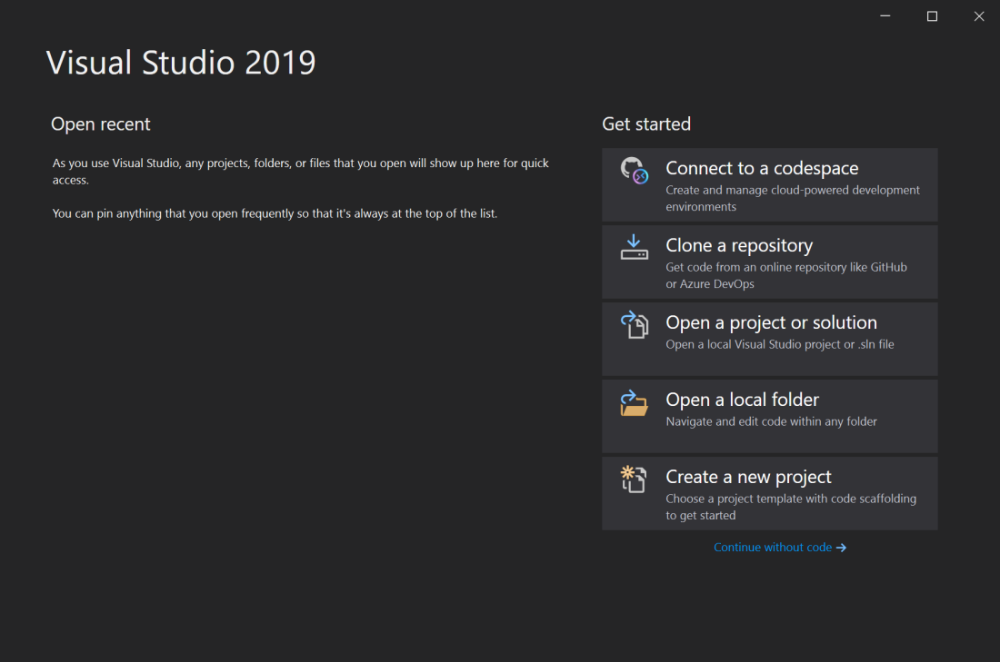 Visual Studio 2019
Open recent
As you use Visual Studio, any projects, folders, or files that you open will show up here for quick
access.
You can pin anything that you open frequently so that it's always at the top of the list.
Get started
Connect to a codespace
Create and manage cloud-powered development
environments
Clone a repository
Get code from an online repository like GitHub
or Azure DevOps
Open a project or solution
Open a local Visual Studio project or .sln file
Open a local folder
Navigate and edit code within any folder
Create a new project
Choose a project template with code scaffolding
to get started
Continue without code →